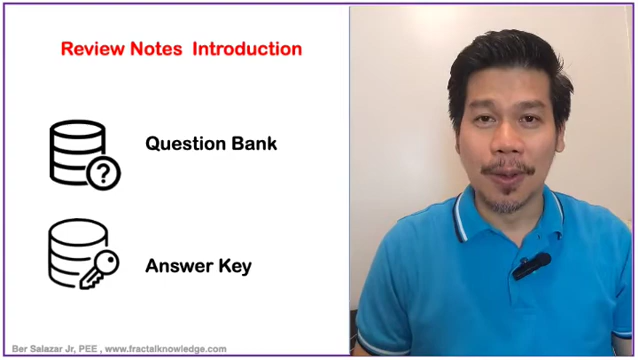 Review Notes Introduction
?
Question Bank
Answer Key
Ber Salazar Jr, PEE , www.fractalknowledge.com